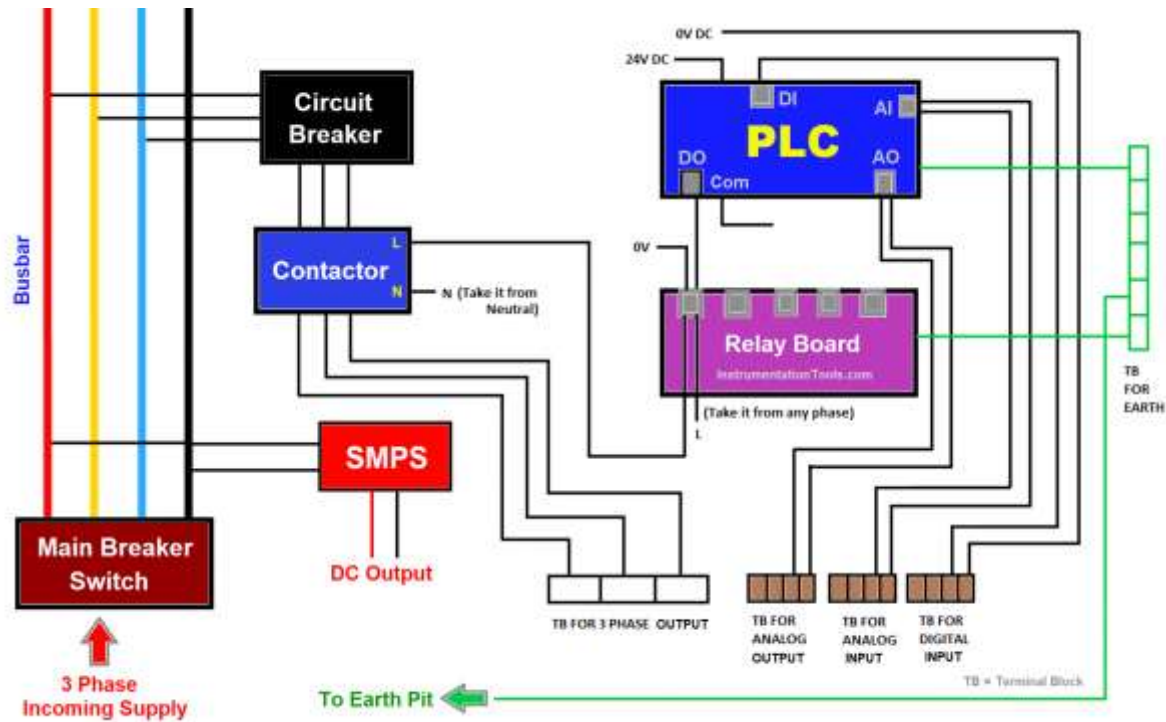 0V DC
24V DC
Circuit
Breaker
DI
AI
PLC
DO
AO
Com
Busbar
L
Contactor
N
N (Take it from
Neutral)
0V
Relay Board
InstrumentationTools.com
(Take it from any phase)
L
TB
FOR
EARTH
SMPS
DC Output
Main Breaker
Switch
3 Phase
Incoming Supply
TB FOR 3 PHASE OUTPUT
TB FOR
ANALOG
OUTPUT
TB FOR
ANALOG
INPUT
TB FOR
DIGITAL
INPUT
TB = Terminal Block
To Earth Pit